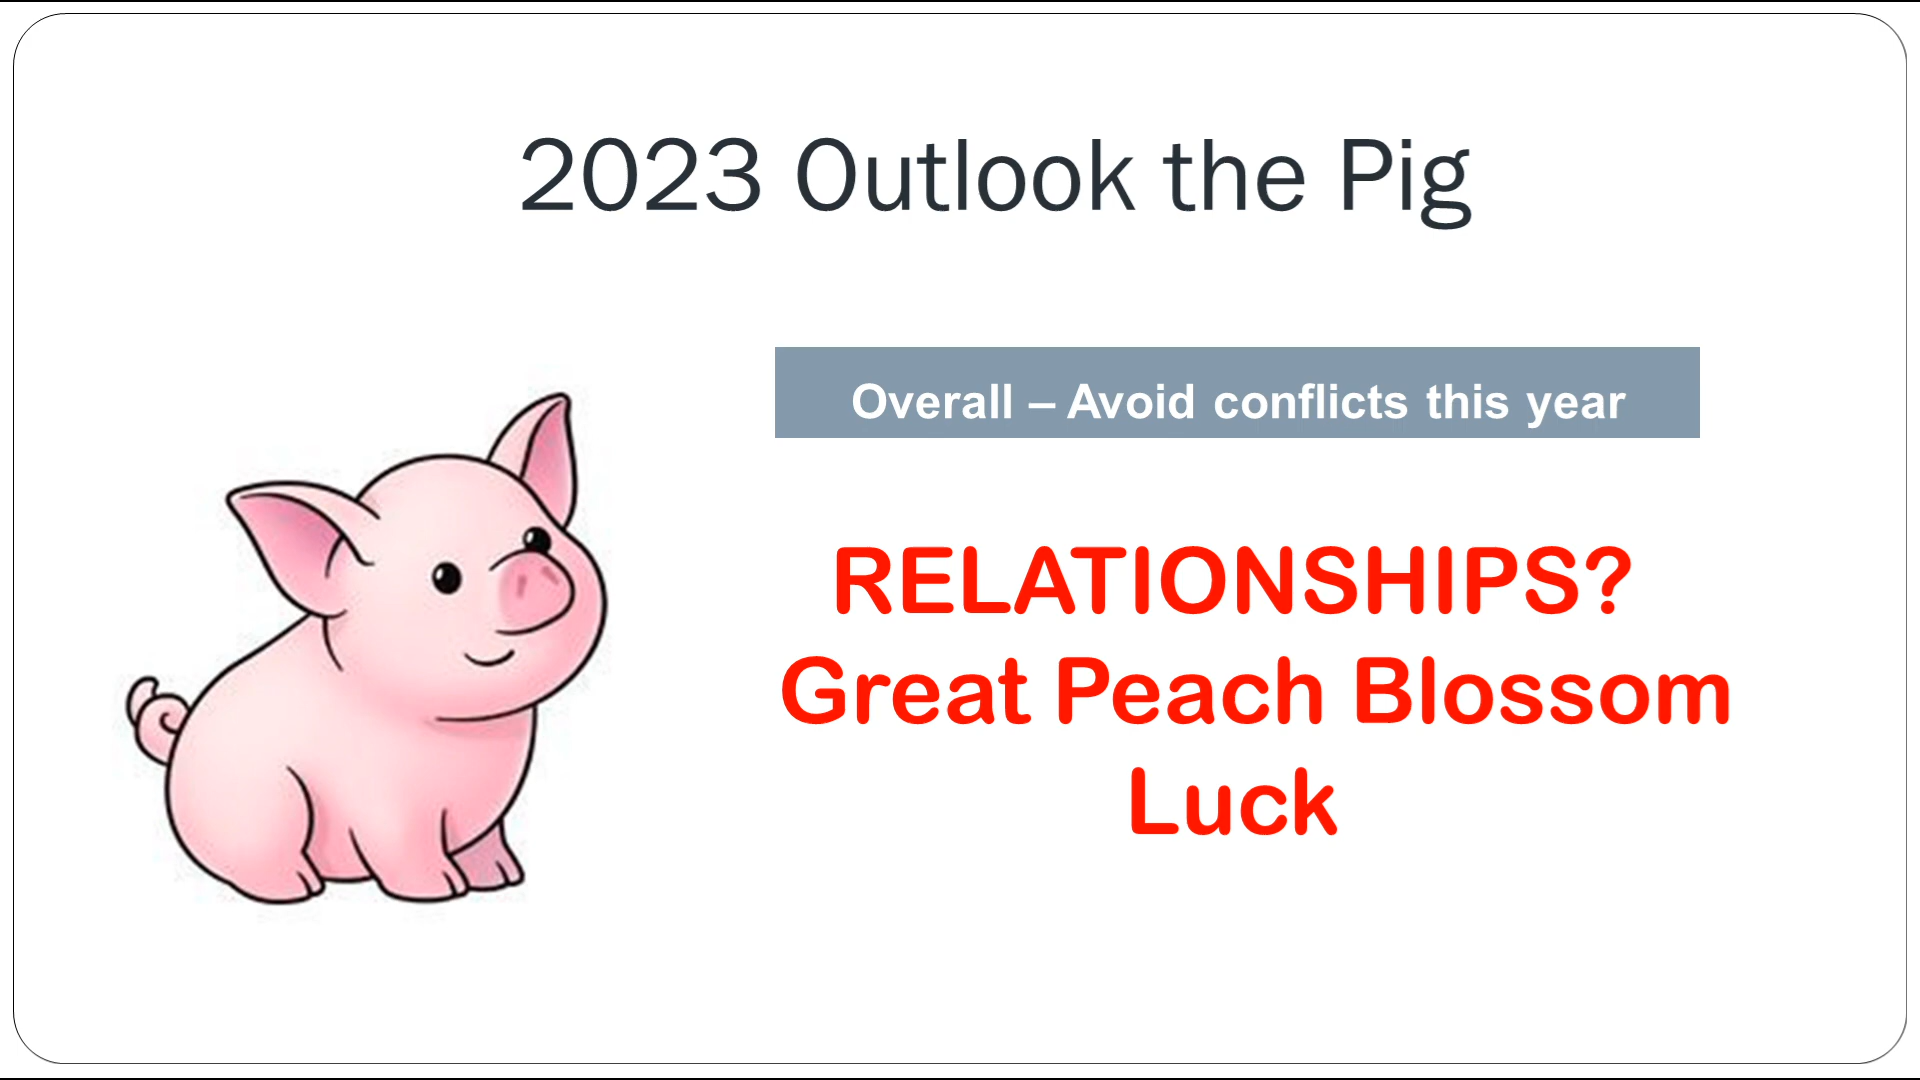 2023 Outlook the Pig
Overall – Avoid conflicts this year
RELATIONSHIPS?
Great Peach Blossom
Luck